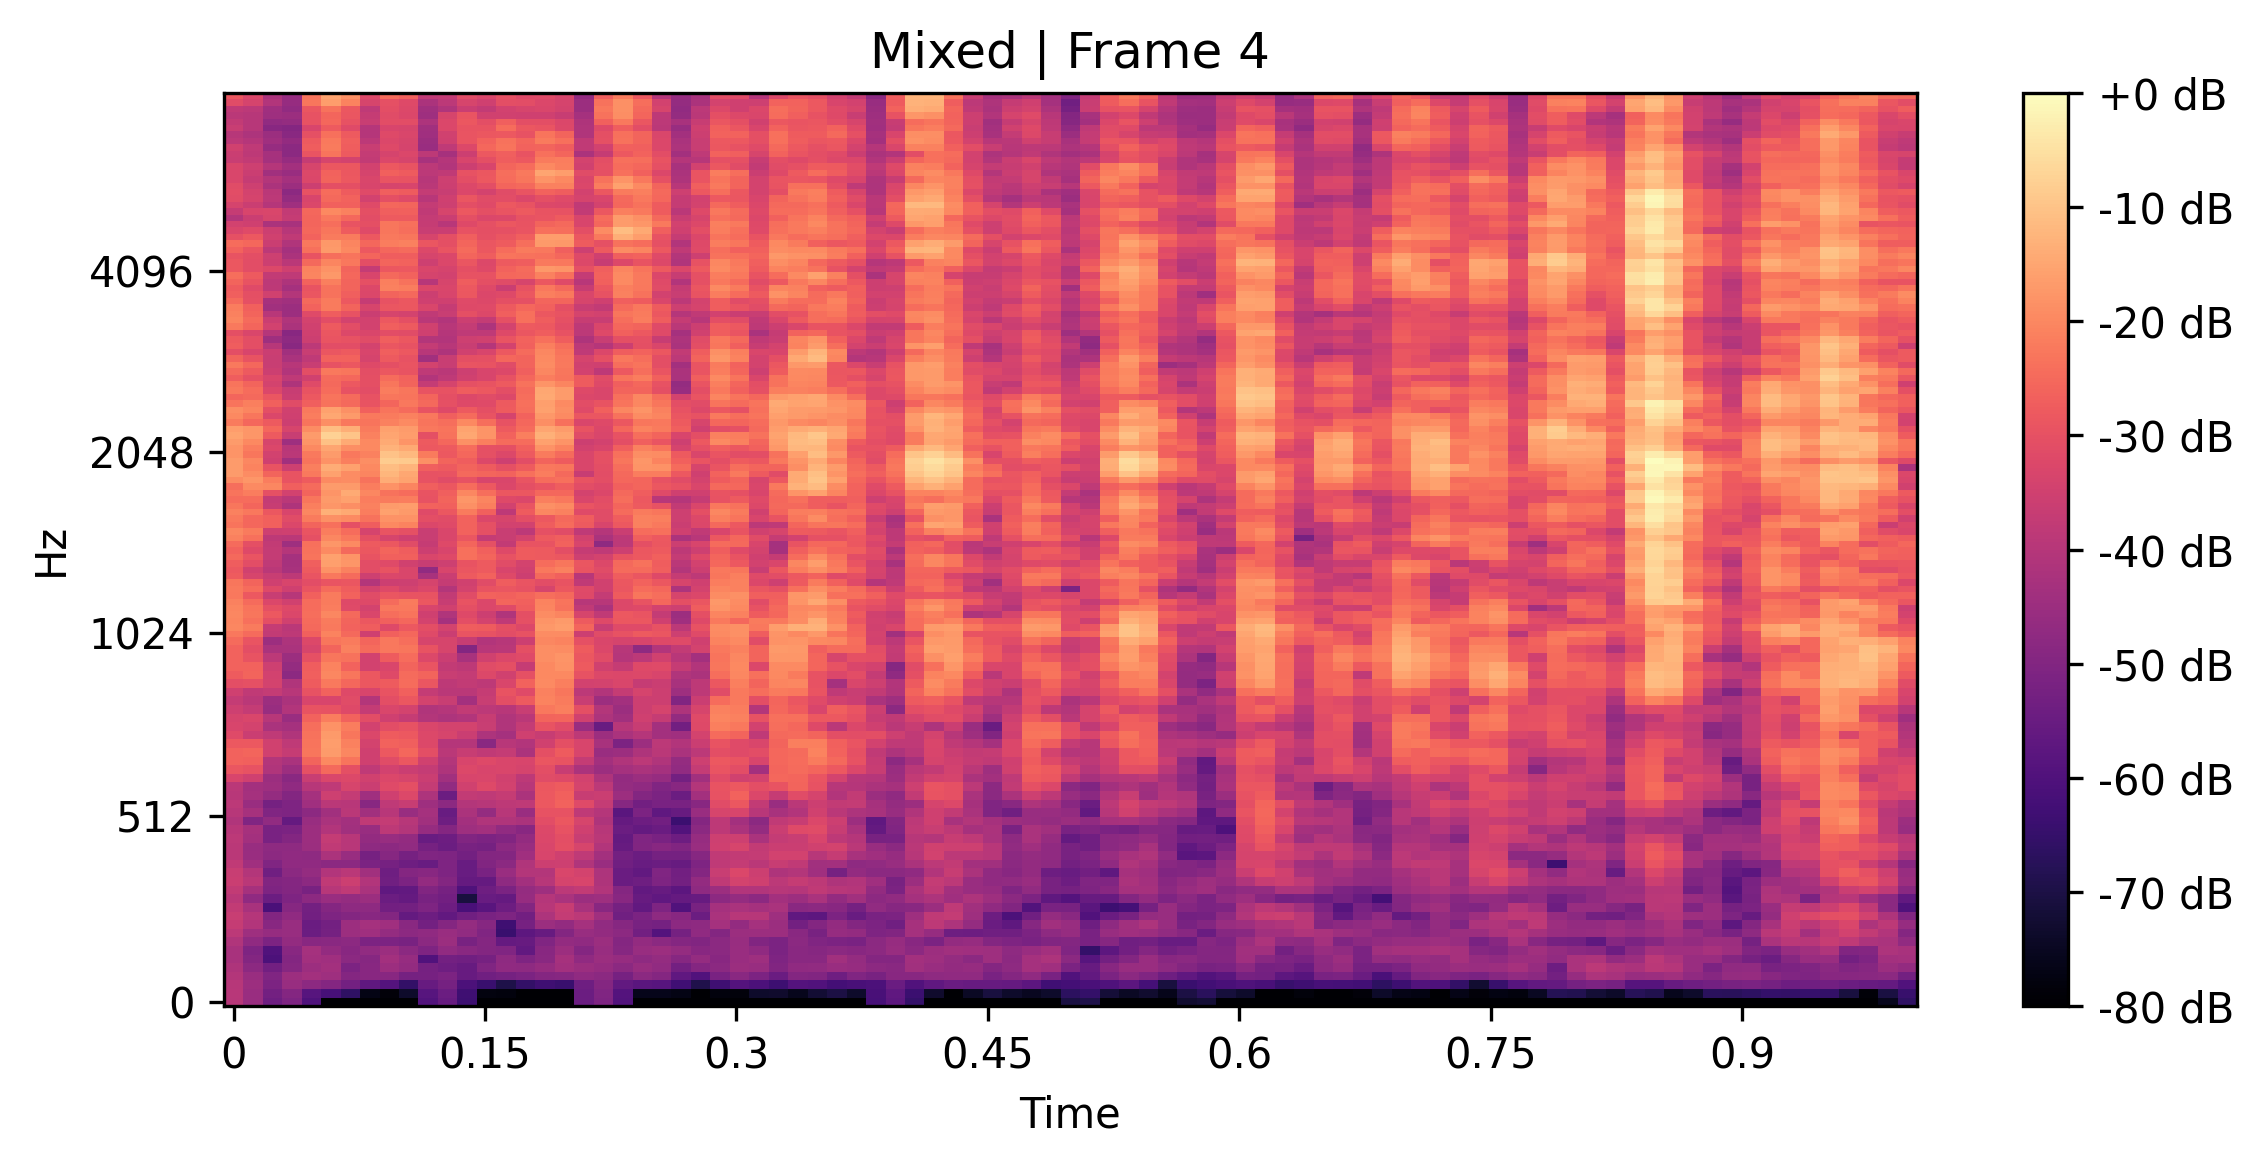 Mixed | Frame 4
Hz
4096
2048
1024
512
0
0 0.15 0.3 0.45 0.6 0.75 0.9
Time
+0 dB
-10 dB
-20 dB
-30 dB
-40 dB
-50 dB
-60 dB
-70 dB
-80 dB